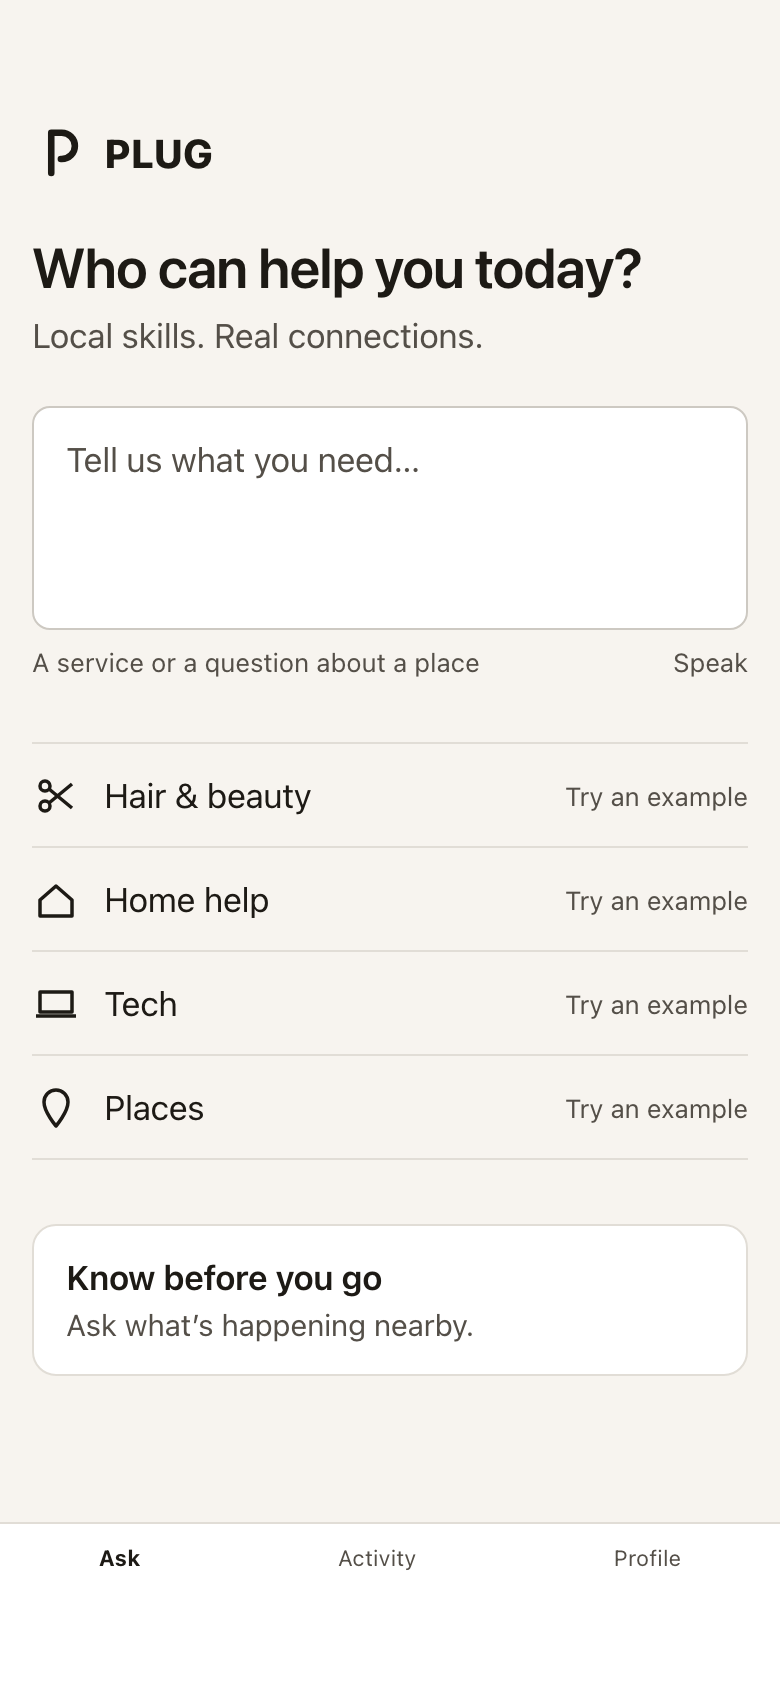 PLUG
Who can help you today?
Local skills. Real connections.
Tell us what you need...
A service or a question about a place
Speak
Hair & beauty
Try an example
Home help
Try an example
Tech
Try an example
Places
Try an example
Know before you go
Ask what’s happening nearby.
Ask
Activity
Profile